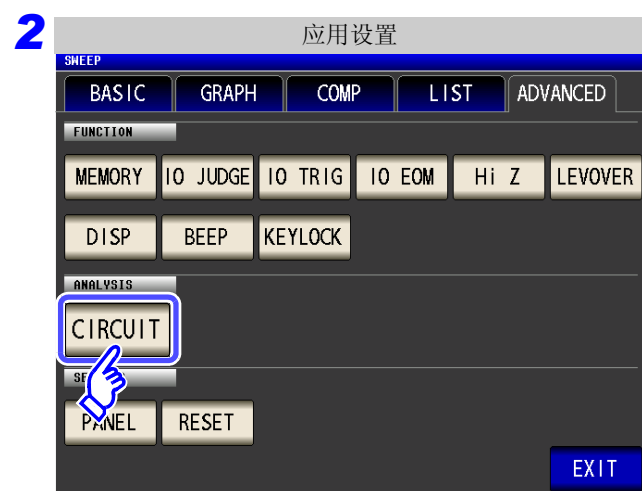 2
应用设置
SWEEP
BASIC GRAPH COMP LIST ADVANCED
FUNCTION
MEMORY IO JUDGE IO TRIG IO EOM Hi Z LEVOVER
DISP BEEP KEYLOCK
ANALYSIS
CIRCUIT
PANEL RESET
EXIT